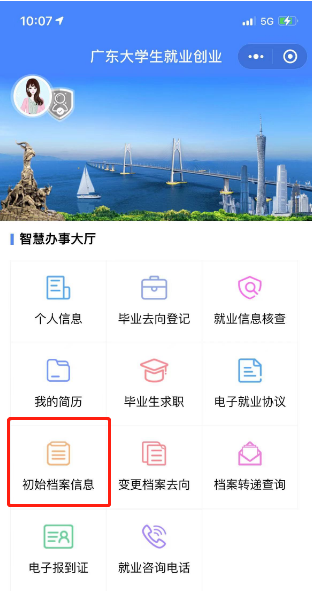 10:07
5G
广东大学生就业创业
智慧办事大厅
个人信息
毕业去向登记
就业信息核查
我的简历
毕业生求职
电子就业协议
初始档案信息
变更档案去向
档案转递查询
电子报到证
就业咨询电话